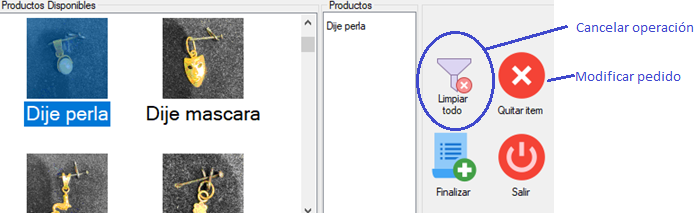 Productos Disponibles
Productos
Dije perla
Cancelar operación
Modificar pedido
Limpiar
todo
Quitar item
Dije perla
Dije mascara
Finalizar
Salir